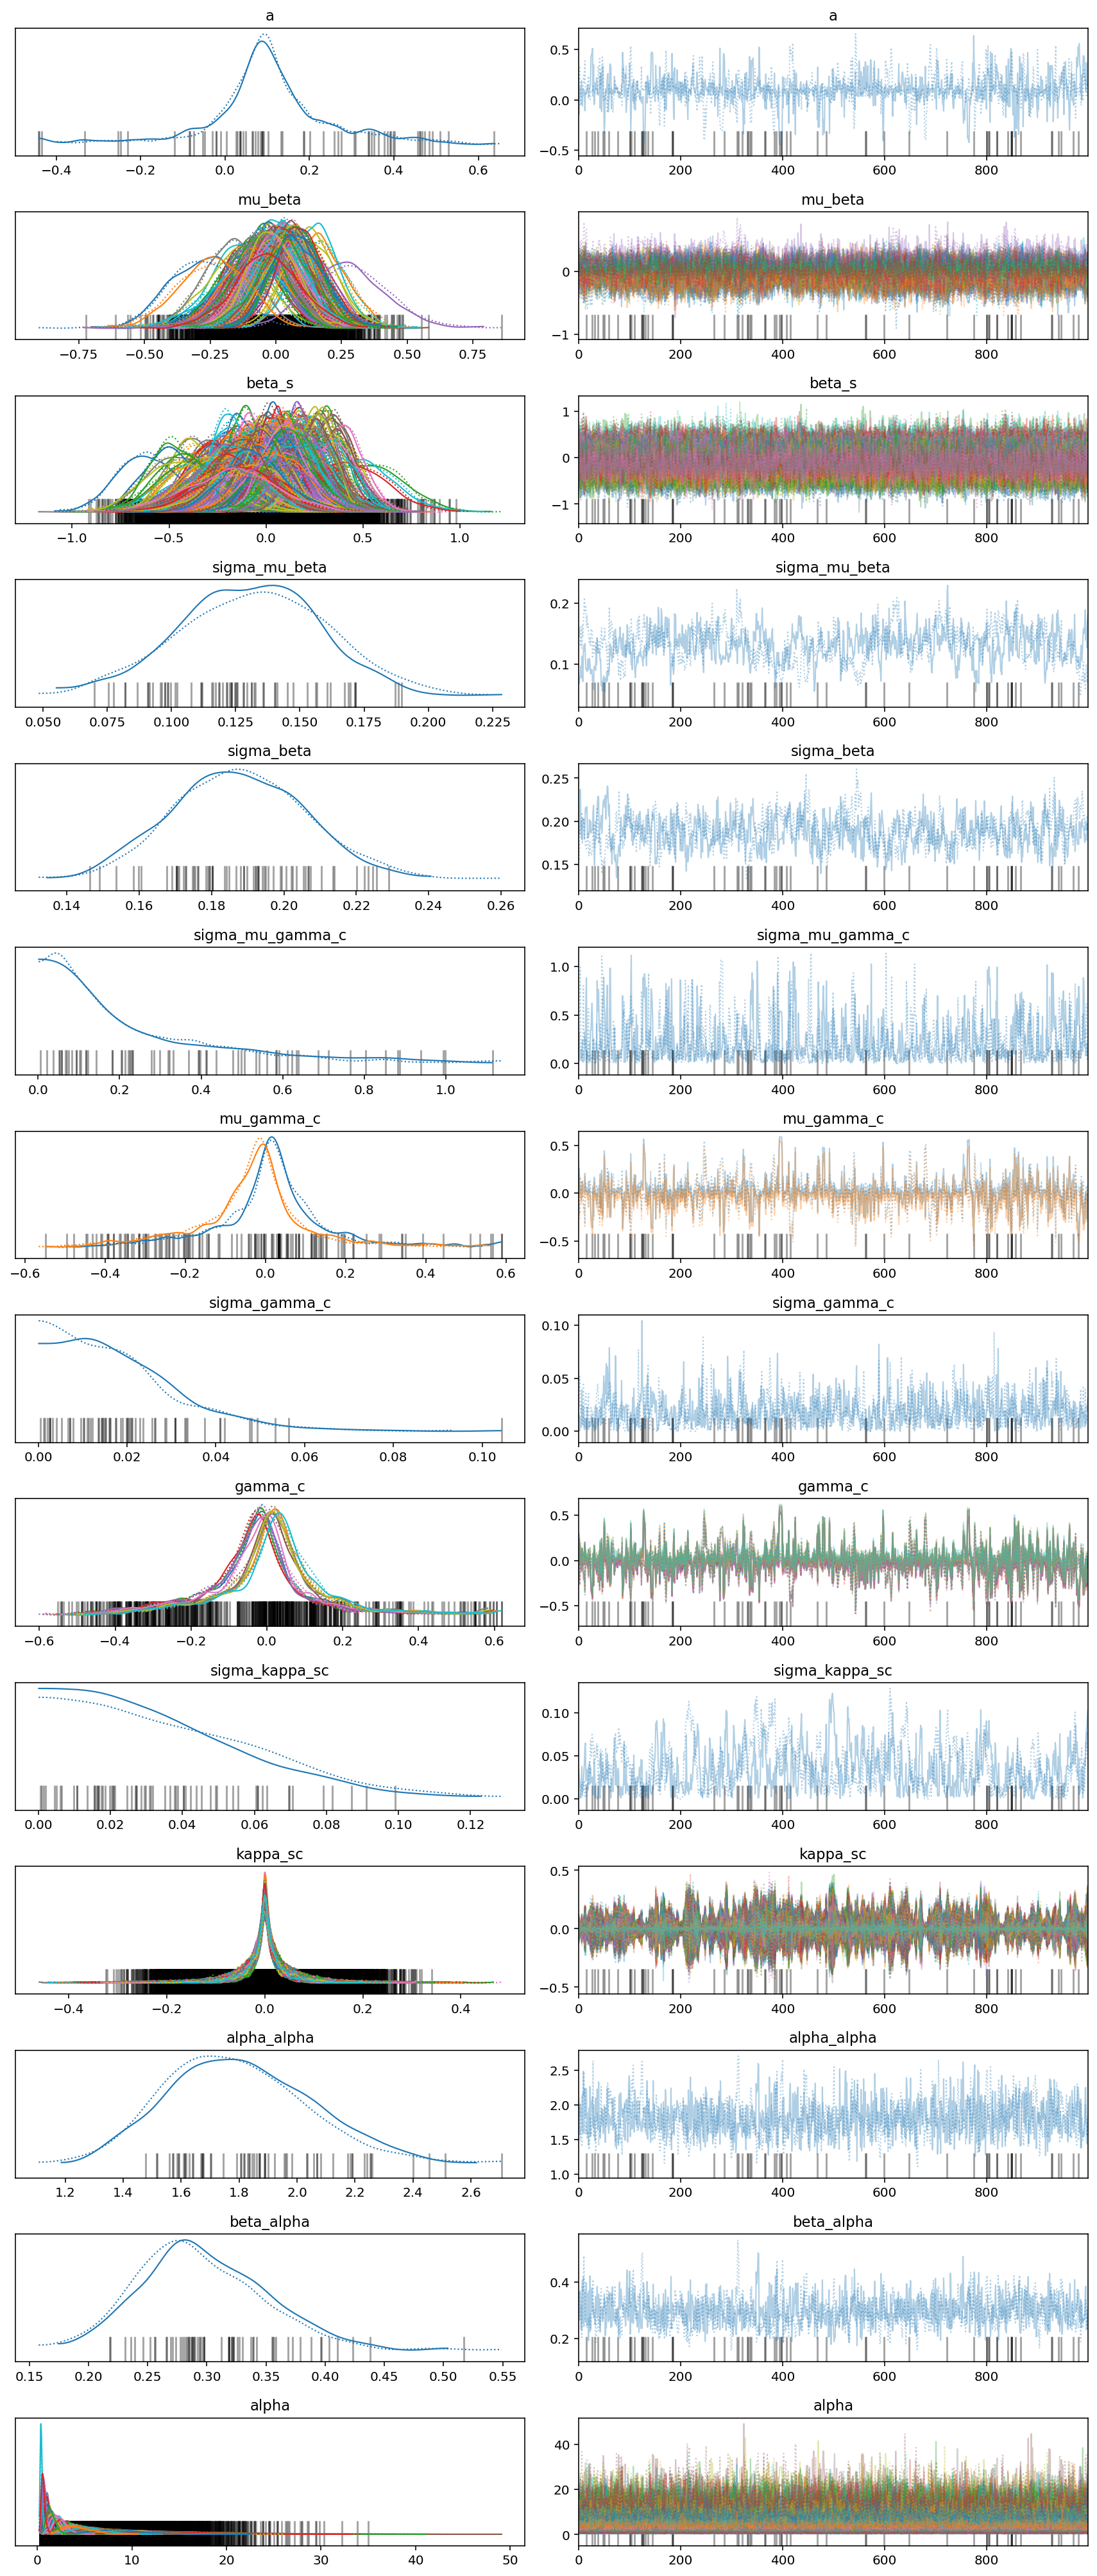 a a
0.5
0.0
−0.5
−0.4 −0.2 0.0 0.2 0.4 0.6 0 200 400 600 800
mu_beta mu_beta
0
−1
−0.75 −0.50 −0.25 0.00 0.25 0.50 0.75 0 200 400 600 800
beta_s beta_s
1
0
−1
−1.0 −0.5 0.0 0.5 1.0 0 200 400 600 800
sigma_mu_beta sigma_mu_beta
0.2
0.1
0.050 0.075 0.100 0.125 0.150 0.175 0.200 0.225 0 200 400 600 800
sigma_beta sigma_beta
0.25
0.20
0.15
0.14 0.16 0.18 0.20 0.22 0.24 0.26 0 200 400 600 800
sigma_mu_gamma_c sigma_mu_gamma_c
1.0
0.5
0.0
0.0 0.2 0.4 0.6 0.8 1.0 0 200 400 600 800
mu_gamma_c mu_gamma_c
0.5
0.0
−0.5
−0.6 −0.4 −0.2 0.0 0.2 0.4 0.6 0 200 400 600 800
sigma_gamma_c sigma_gamma_c
0.10
0.05
0.00
0.00 0.02 0.04 0.06 0.08 0.10 0 200 400 600 800
gamma_c gamma_c
0.5
0.0
−0.5
−0.6 −0.4 −0.2 0.0 0.2 0.4 0.6 0 200 400 600 800
sigma_kappa_sc sigma_kappa_sc
0.10
0.05
0.00
0.00 0.02 0.04 0.06 0.08 0.10 0.12 0 200 400 600 800
kappa_sc kappa_sc
0.5
0.0
−0.5
−0.4 −0.2 0.0 0.2 0.4 0 200 400 600 800
alpha_alpha alpha_alpha
2.5
2.0
1.5
1.0
1.2 1.4 1.6 1.8 2.0 2.2 2.4 2.6 0 200 400 600 800
beta_alpha beta_alpha
0.4
0.2
0.15 0.20 0.25 0.30 0.35 0.40 0.45 0.50 0.55 0 200 400 600 800
alpha alpha
40
20
0
0 10 20 30 40 50 0 200 400 600 800